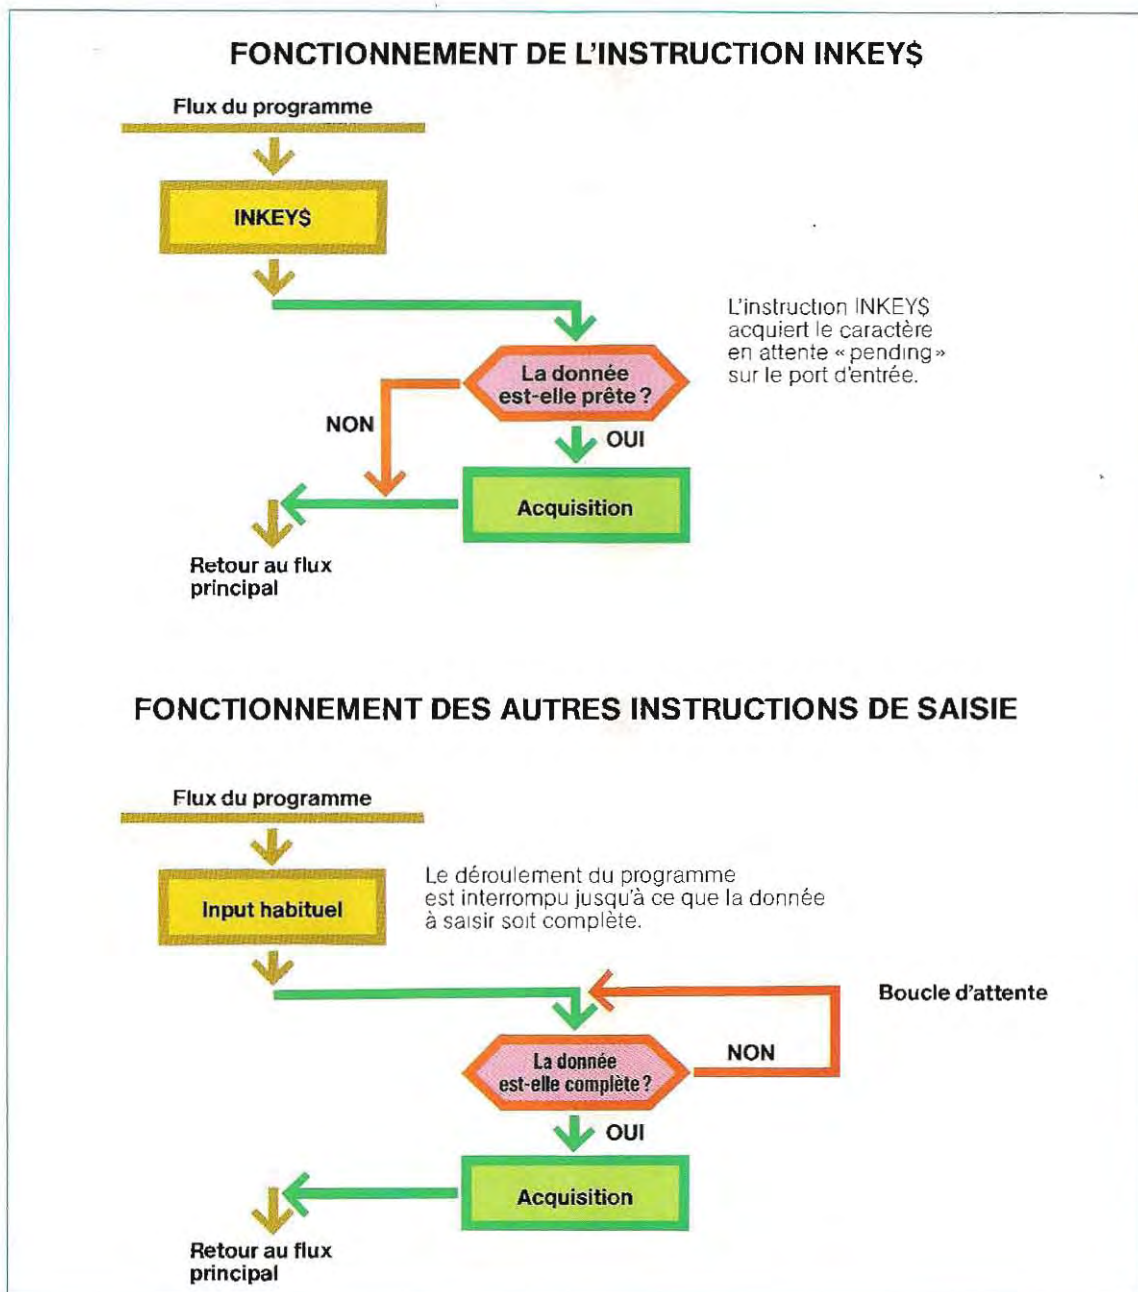 FONCTIONNEMENT DE L'INSTRUCTION INKEY$
Flux du programme
INKEY$
L'instruction INKEY$
acquiert le caractère
en attente « pending»
sur le port d'entrée.
La donnée
est-elle prête ?
NON
OUI
Acquisition
Retour au flux
principal
FONCTIONNEMENT DES AUTRES INSTRUCTIONS DE SAISIE
Flux du programme
Le déroulement du programme
est interrompu jusqu'à ce que la donnée
à saisir soit complète.
Input habituel
Boucle d'attente
La donnée
est-elle complète ?
NON
OUI
Acquisition
Retour au flux
principal